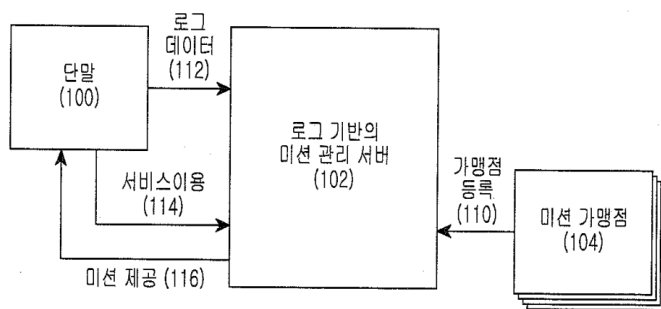 로그
데이터
(112)
단말
(100)
로그 기반의
미션 관리 서버
(102)
서비스이용
(114)
가맹점
등록
(110)
미션 가맹점
(104)
미션 제공 (116)